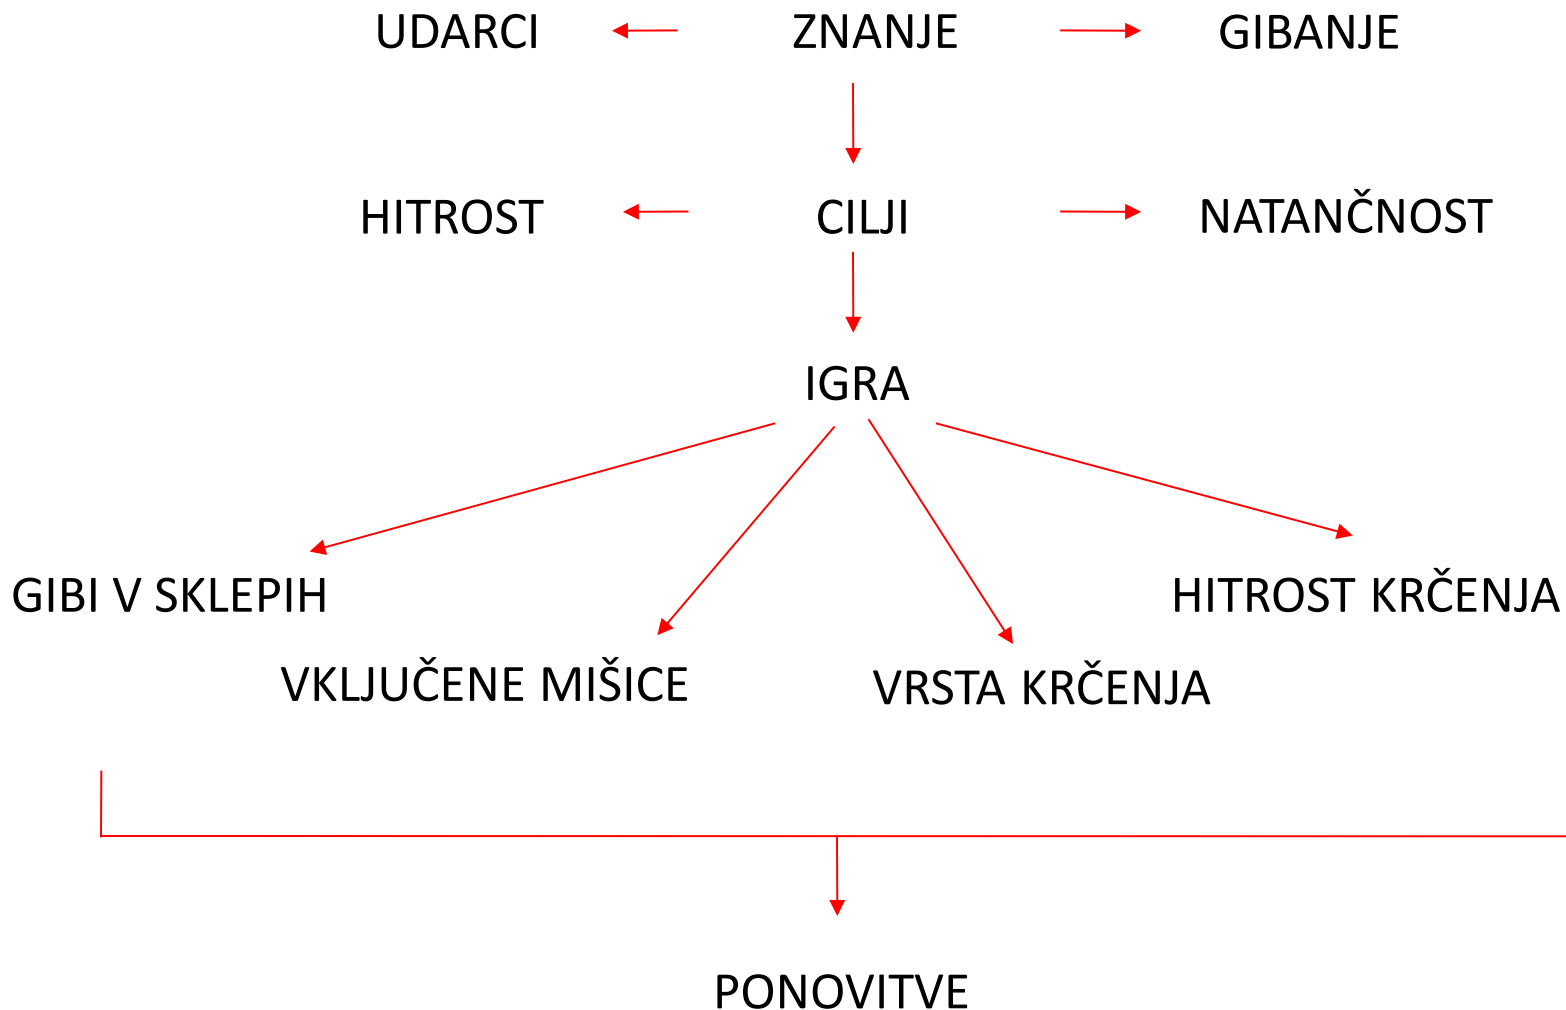 UDARCI
ZNANJE
GIBANJE
HITROST
CILJI
NATANČNOST
IGRA
GIBI V SKLEPIH
HITROST KRČENJA
VKLJUČENE MIŠICE
VRSTA KRČENJA
PONOVITVE